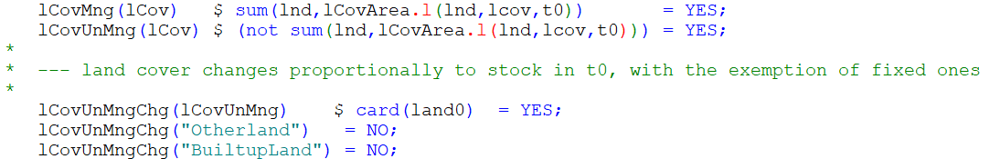 lCovMng(lCov)   $ sum(lnd,lCovArea.l(lnd,lcov,t0))       = YES;
lCovUnMng(lCov) $ (not sum(lnd,lCovArea.l(lnd,lcov,t0))) = YES;
*
*  --- land cover changes proportionally to stock in t0, with the exemption of fixed ones
*
lCovUnMngChg(lCovUnMng)    $ card(land0)  = YES;
lCovUnMngChg("Otherland")   = NO;
lCovUnMngChg("BuiltupLand") = NO;